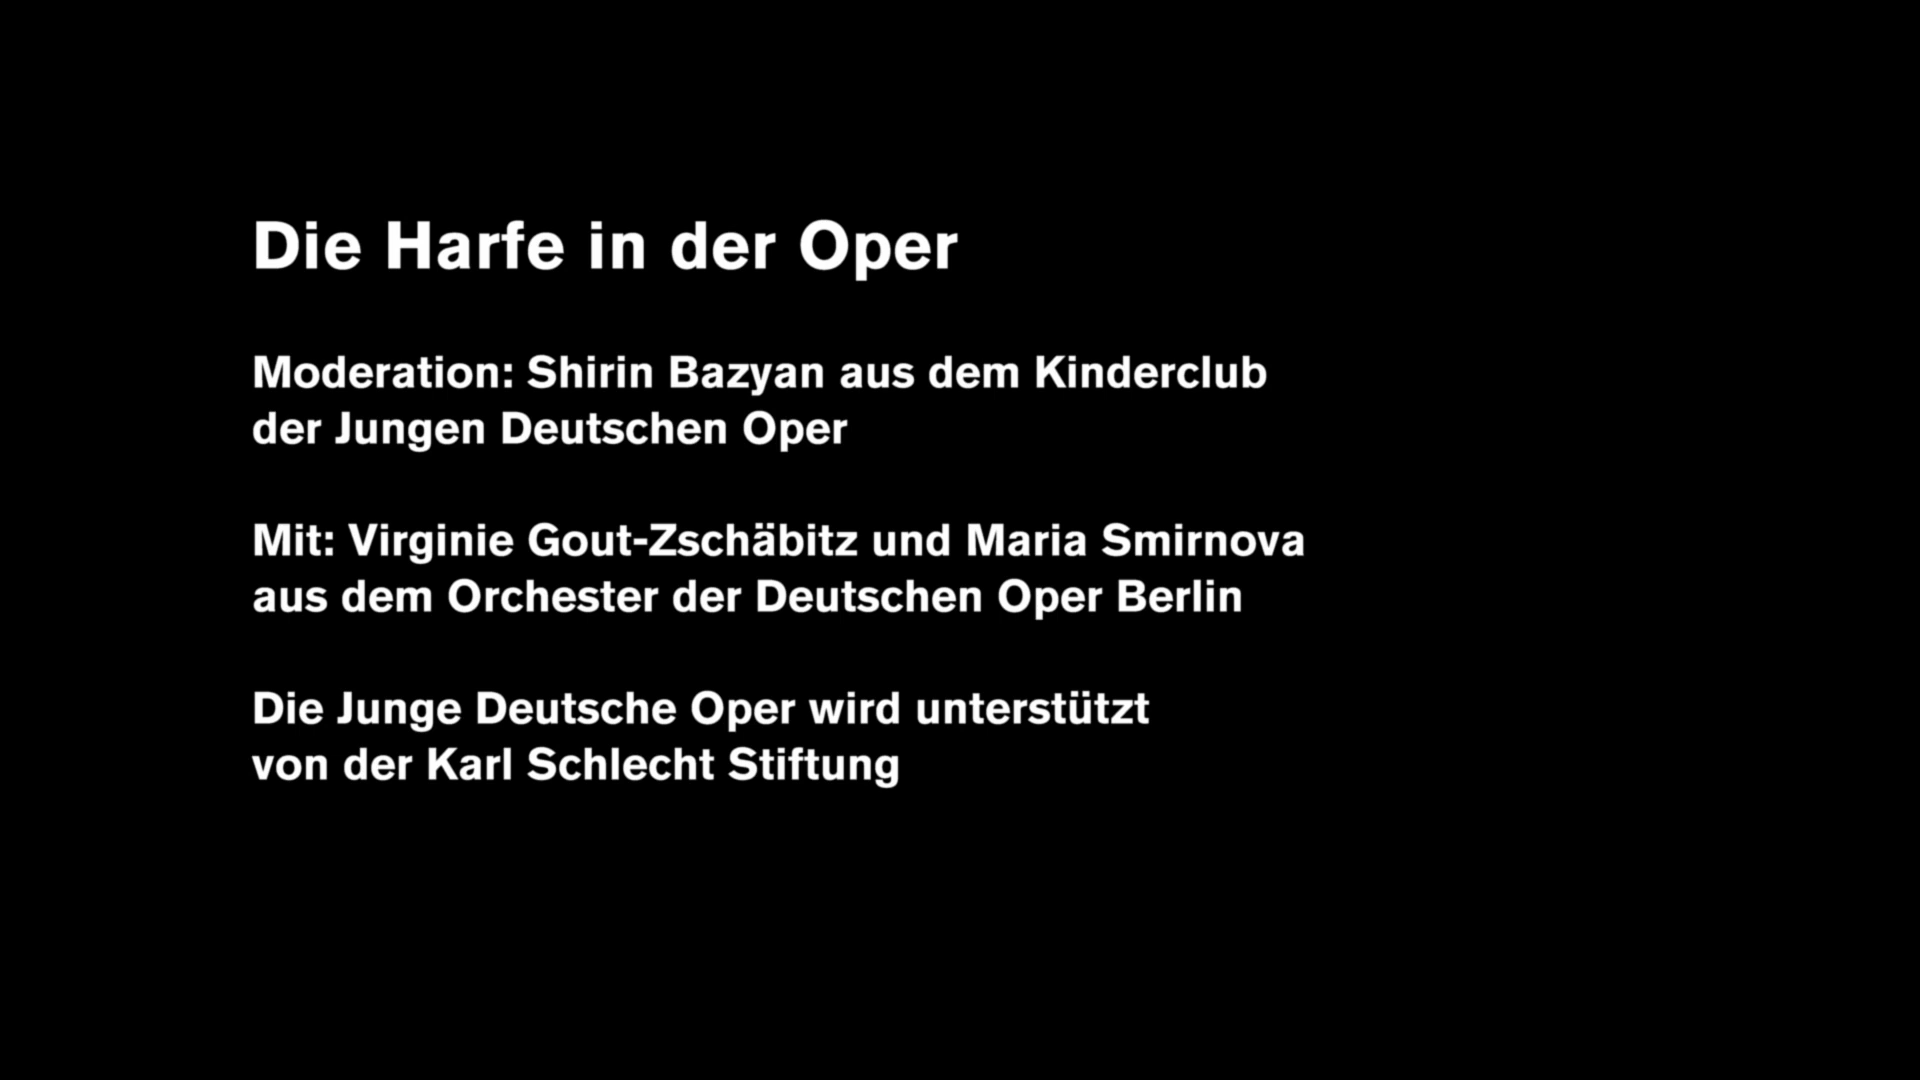 Die Harfe in der Oper
Moderation: Shirin Bazyan aus dem Kinderclub
der Jungen Deutschen Oper
Mit: Virginie Gout-Zschäbitz und Maria Smirnova
aus dem Orchester der Deutschen Oper Berlin
Die Junge Deutsche Oper wird unterstützt
von der Karl Schlecht Stiftung